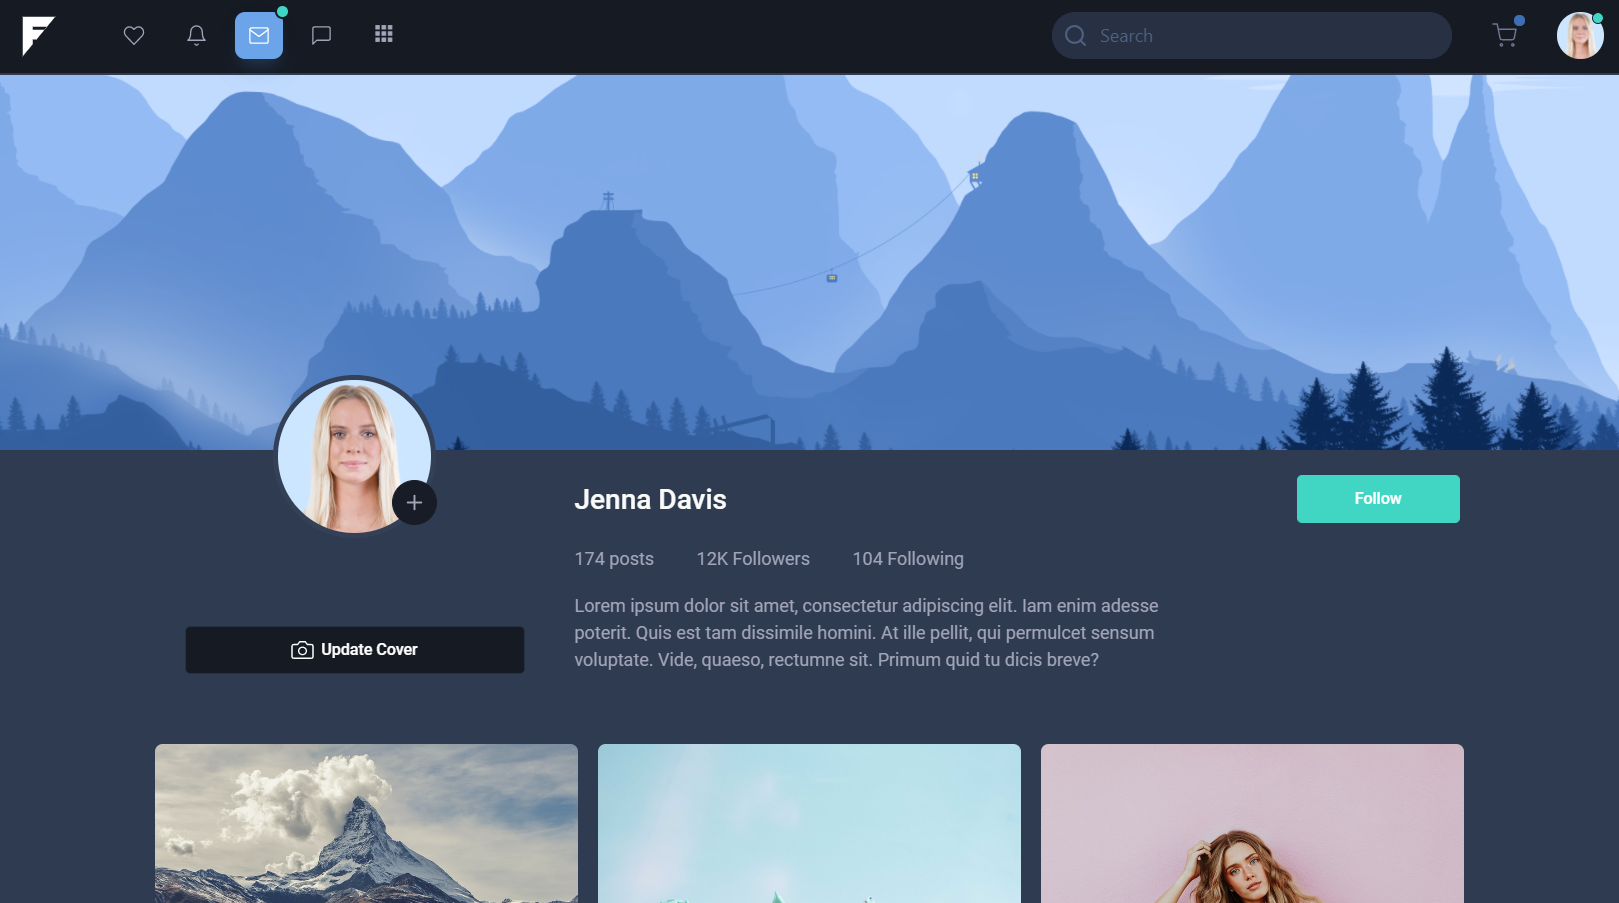 Search
Jenna Davis
Follow
174 posts
12K Followers
104 Following
Lorem ipsum dolor sit amet, consectetur adipiscing elit. Iam enim adesse
poterit. Quis est tam dissimile homini. At ille pellit, qui permulcet sensum
voluptate. Vide, quaeso, rectumne sit. Primum quid tu dicis breve?
Update Cover